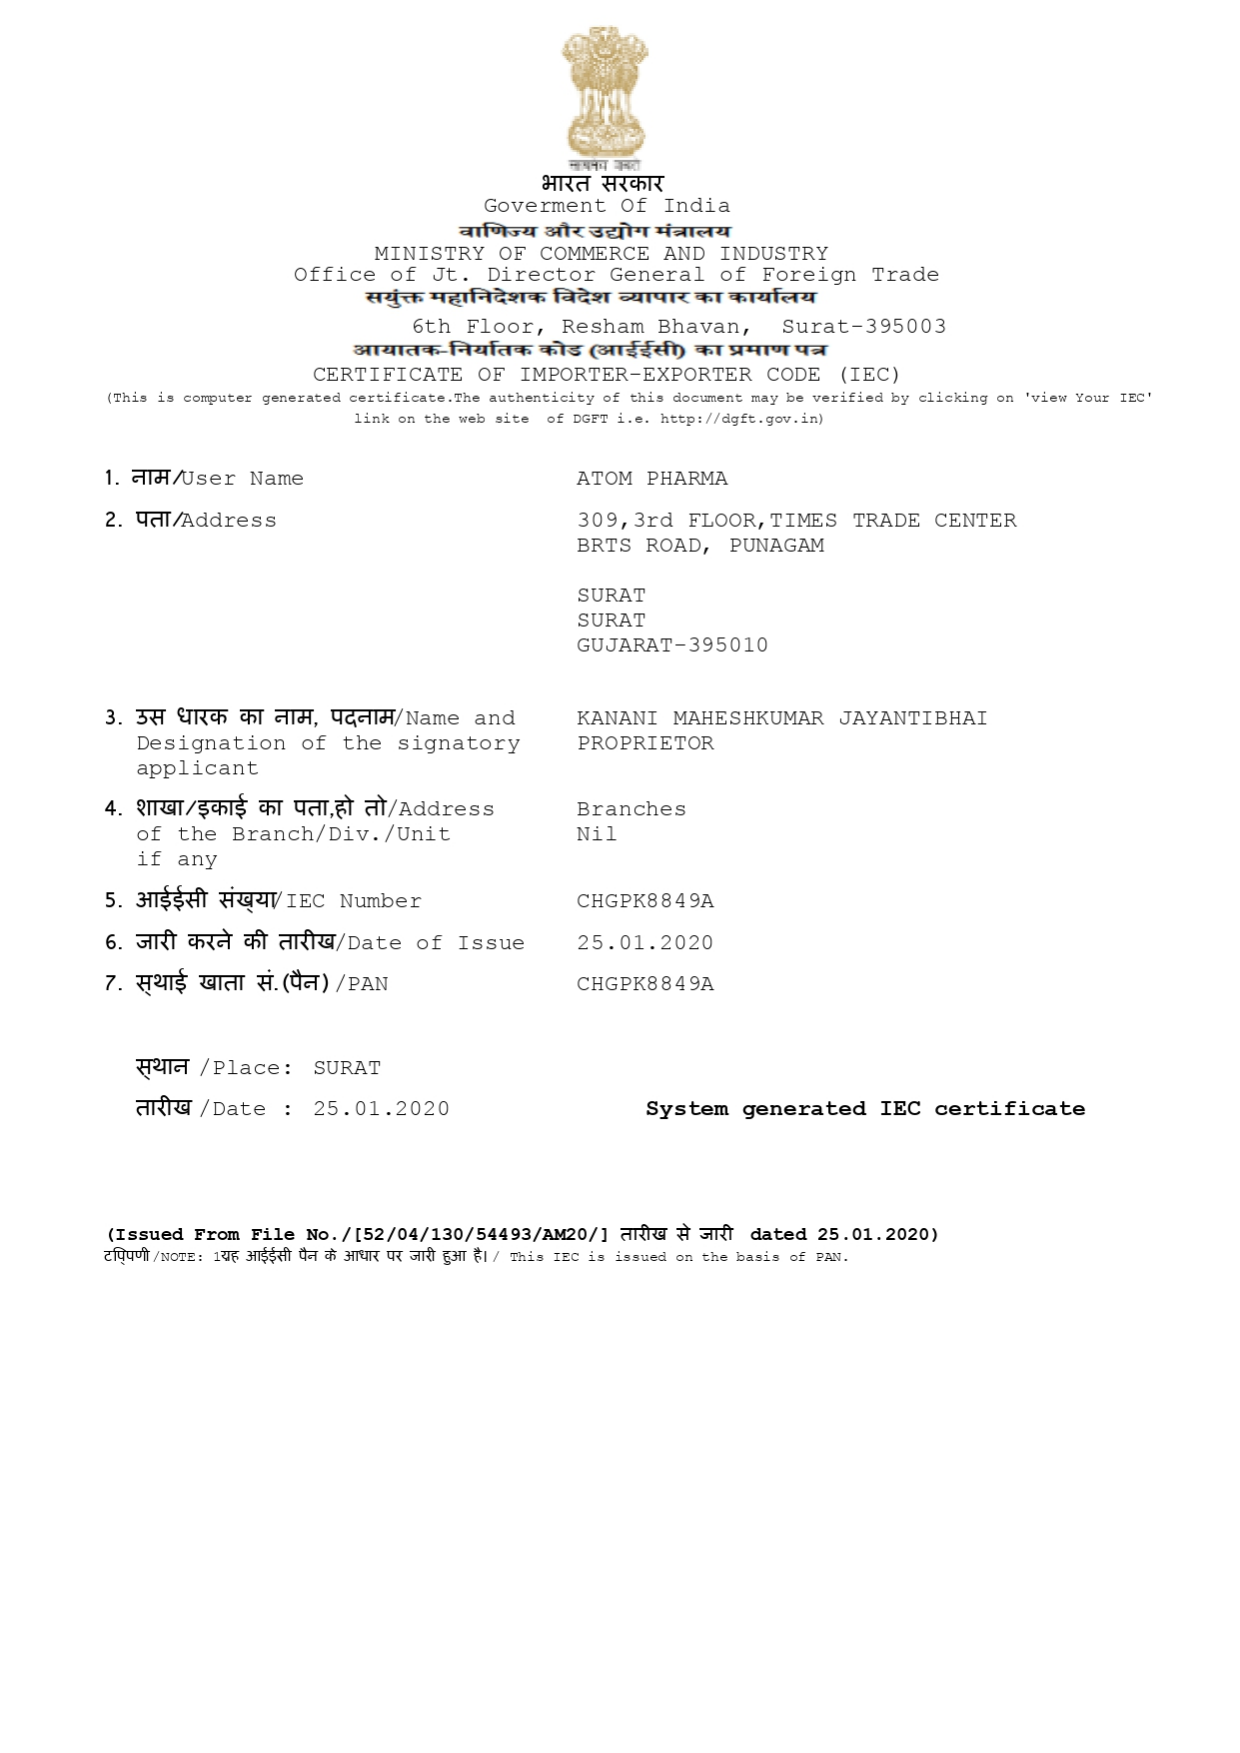 सत्यमेव जयते
भारत सरकार
Goverment Of India
वाणिज्य और उद्योग मंत्रालय
MINISTRY OF COMMERCE AND INDUSTRY
Office of Jt. Director General of Foreign Trade
सयुंक्त महानिदेशक विदेश व्यापार का कार्यालय
6th Floor, Resham Bhavan, Surat-395003
आयातक-निर्यातक कोड (आईईसी) का प्रमाण पत्र
CERTIFICATE OF IMPORTER-EXPORTER CODE (IEC)
(This is computer generated certificate.The authenticity of this document may be verified by clicking on 'view Your IEC'
link on the web site of DGFT i.e. http://dgft.gov.in)
1. नाम/User Name ATOM PHARMA
2. पता/Address 309,3rd FLOOR,TIMES TRADE CENTER
BRTS ROAD, PUNAGAM
SURAT
SURAT
GUJARAT-395010
3. उस धारक का नाम, पदनाम/Name and KANANI MAHESHKUMAR JAYANTIBHAI
Designation of the signatory PROPRIETOR
applicant
4. शाखा/इकाई का पता,हो तो/Address Branches
of the Branch/Div./Unit Nil
if any
5. आईईसी संख्या/IEC Number CHGPK8849A
6. जारी करने की तारीख/Date of Issue 25.01.2020
7. स्थाई खाता सं.(पैन) /PAN CHGPK8849A
स्थान /Place: SURAT
तारीख /Date : 25.01.2020 System generated IEC certificate
(Issued From File No./[52/04/130/54493/AM20/] तारीख से जारी dated 25.01.2020)
टिप्पणी/NOTE: 1यह आईईसी पैन के आधार पर जारी हुआ है। / This IEC is issued on the basis of PAN.